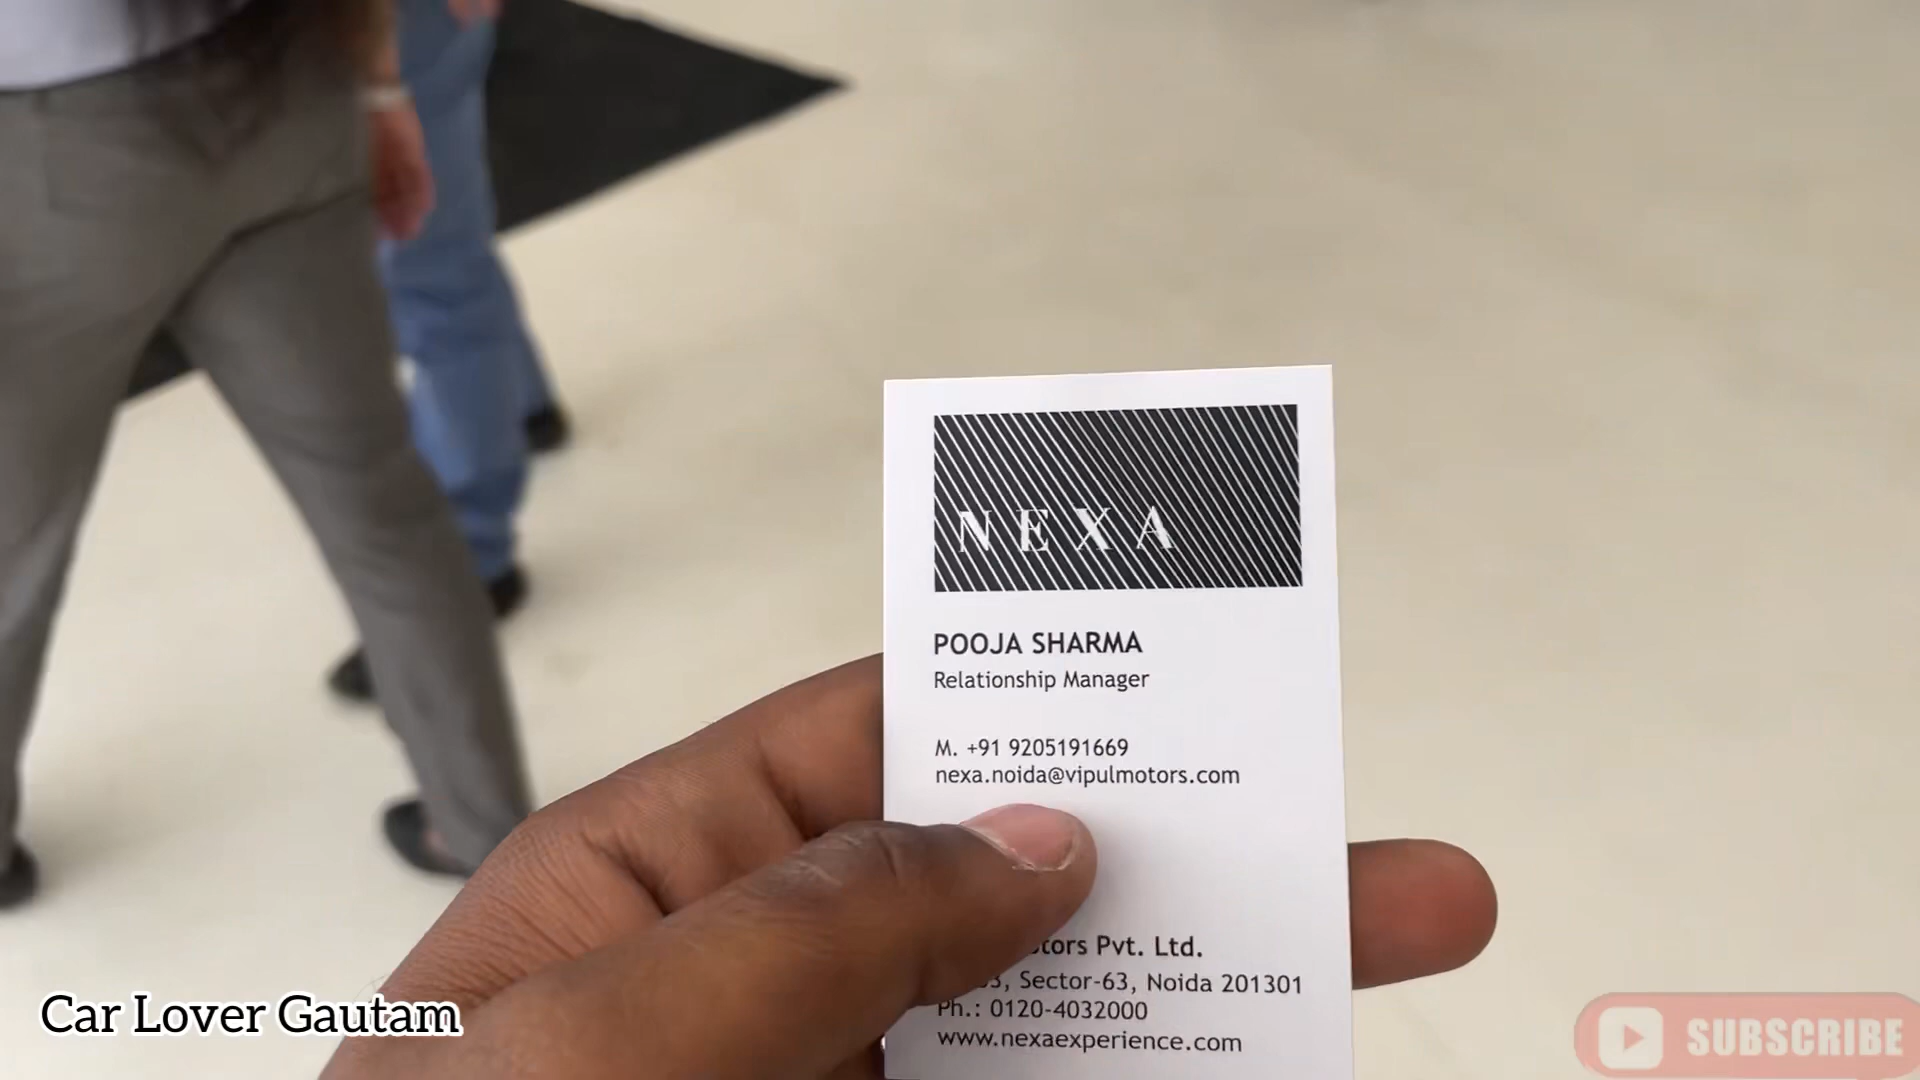 NEXA
POOJA SHARMA
Relationship Manager
M. +91 9205191669
nexa.noida@vipulmotors.com
Pvt. Ltd.
Sector-63, Noida 201301
Ph.: 0120-4032000
www.nexaexperience.com
Car Lover Gautam
SUBSCRIBE